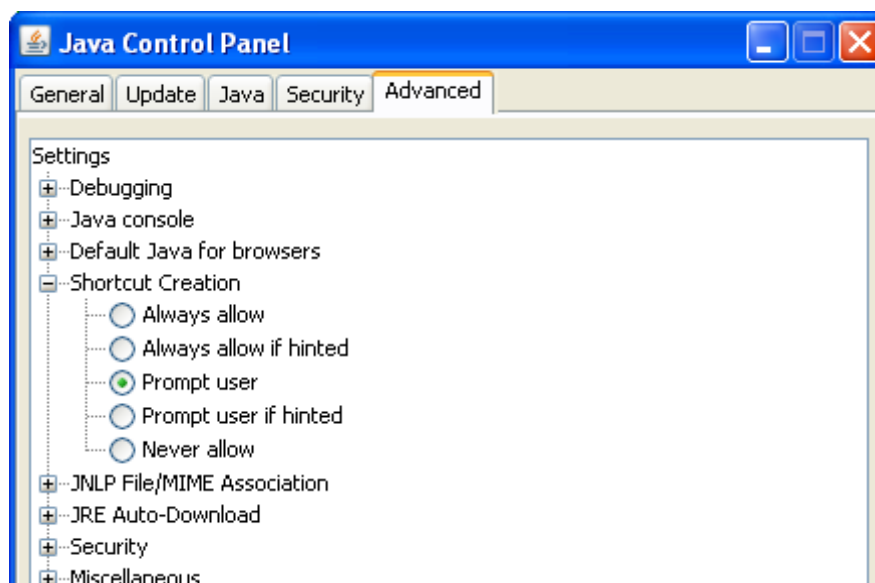 Java Control Panel
General Update Java Security Advanced
Settings
Debugging
Java console
Default Java for browsers
Shortcut Creation
Always allow
Always allow if hinted
Prompt user
Prompt user if hinted
Never allow
JNLP File/MIME Association
JRE Auto-Download
Security
Miscellaneous